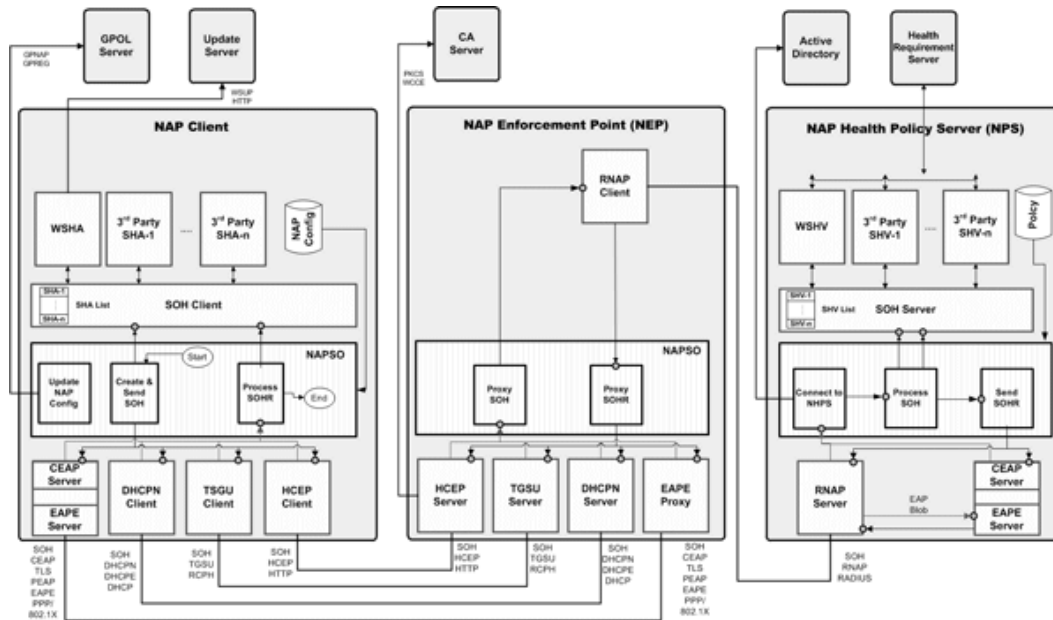 GPOL
Server
Update
Server
CA
Server
Active
Directory
Health
Requirement
Server
GPNAP
GPREG
WSUP
HTTP
PKCS
WCCE
NAP Client
WSHA
3rd Party
SHA-1
....
3rd Party
SHA-n
NAP
Config
SHA-1
SHA-n
SHA List
SOH Client
NAPSO
Start
Update
NAP
Config
Create &
Send
SOH
Process
SOHR
End
CEAP
Server
EAPE
Server
DHCPN
Client
TSGU
Client
HCEP
Client
SOH
CEAP
TLS
PEAP
EAPE
PPP/
802.1X
SOH
DHCPN
DHCPE
DHCP
SOH
TGSU
RCPH
SOH
HCEP
HTTP
NAP Enforcement Point (NEP)
RNAP
Client
NAPSO
Proxy
SOH
Proxy
SOHR
HCEP
Server
TGSU
Server
DHCPN
Server
EAPE
Proxy
SOH
HCEP
HTTP
SOH
TGSU
RCPH
SOH
DHCPN
DHCPE
DHCP
SOH
CEAP
TLS
PEAP
EAPE
PPP/
802.1X
NAP Health Policy Server (NPS)
WSHV
3rd Party
SHV-1
....
3rd Party
SHV-n
Polcy
SHV-1
SHV-n
SHV List
SOH Server
NAPSO
Connect to
NHPS
Process
SOH
Send
SOHR
RNAP
Server
EAP
Blob
CEAP
Server
EAPE
Server
SOH
RNAP
RADIUS